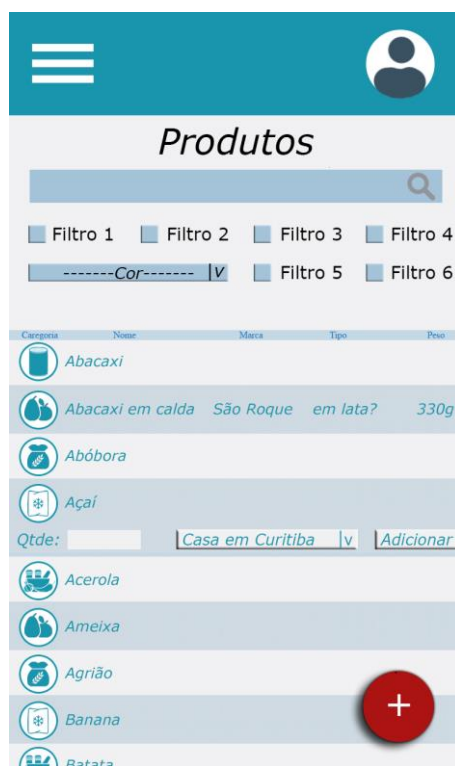 Produtos
Filtro 1 Filtro 2 Filtro 3 Filtro 4
-------Cor------- v Filtro 5 Filtro 6
Caregoria Nome Marca Tipo Peso
Abacaxi
Abacaxi em calda São Roque em lata? 330g
Abóbora
Açaí
Qtde: Casa em Curitiba v Adicionar
Acerola
Ameixa
Agrião
+
Banana
Batata